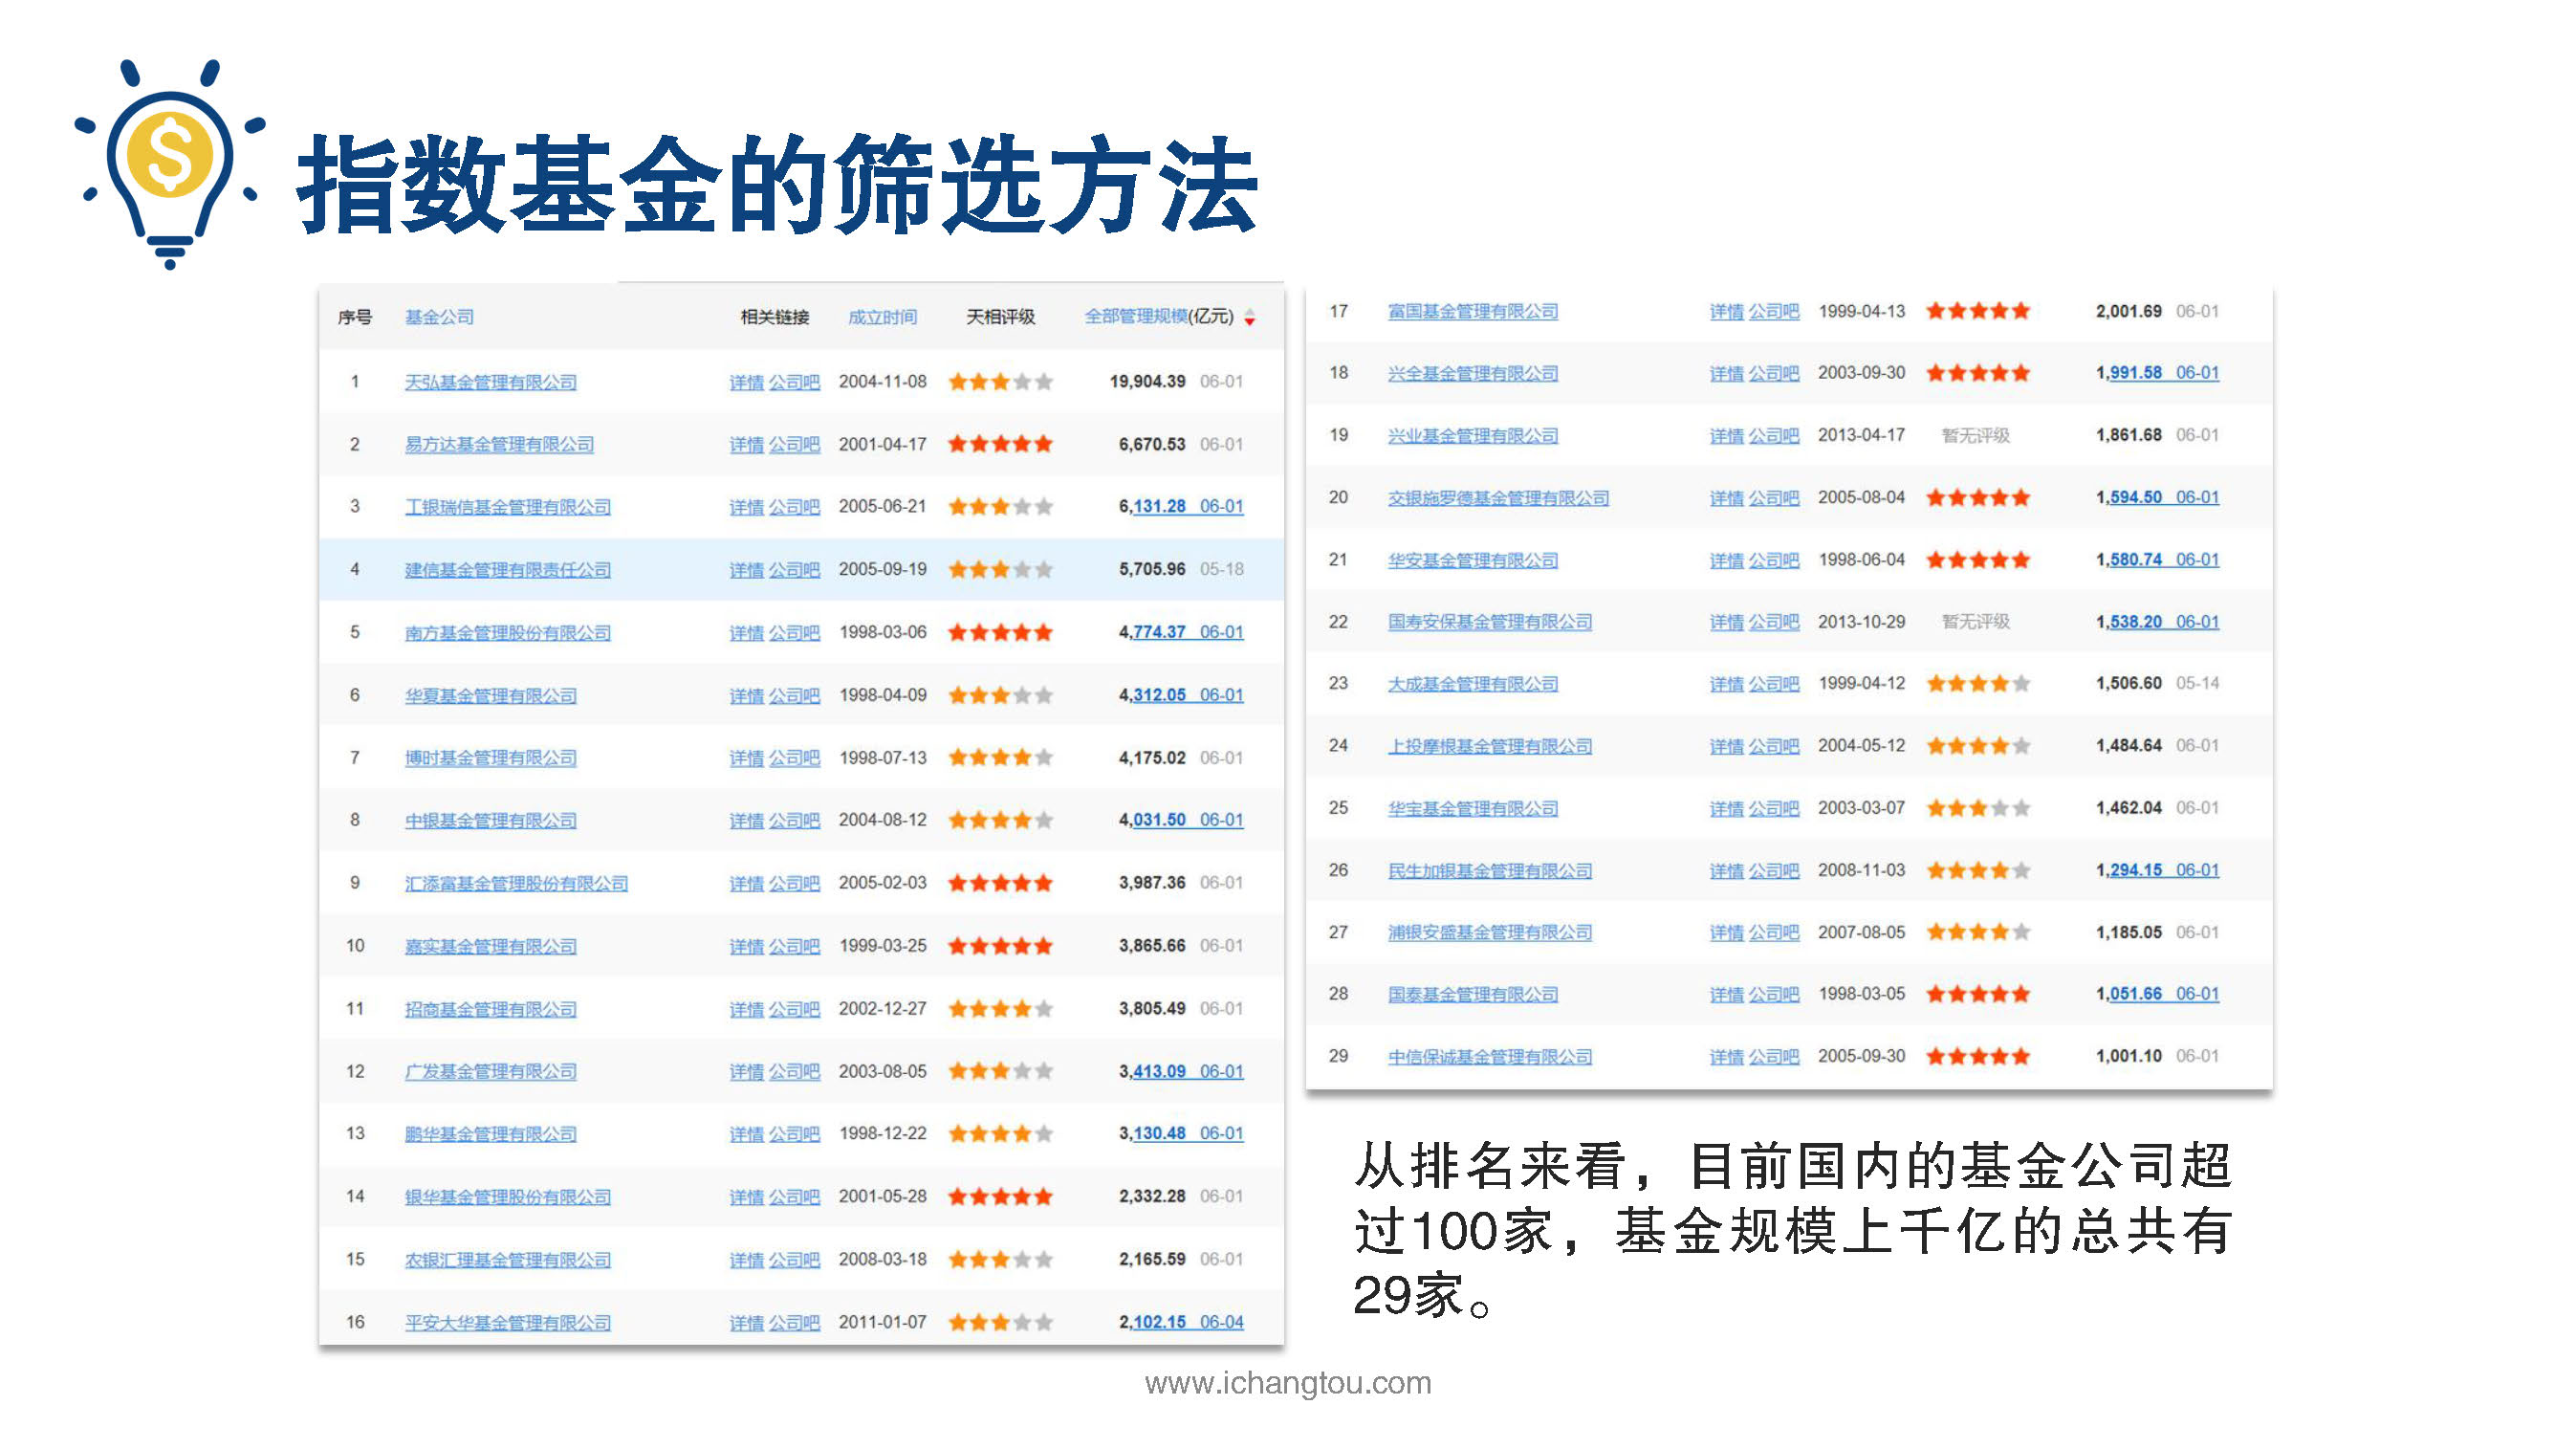 指数基金的筛选方法
序号 基金公司 相关链接 成立时间 天相评级 全部管理规模(亿元)
1 天弘基金管理有限公司 详情 公司吧 2004-11-08 19,904.39 06-01
2 易方达基金管理有限公司 详情 公司吧 2001-04-17 6,670.53 06-01
3 工银瑞信基金管理有限公司 详情 公司吧 2005-06-21 6,131.28 06-01
4 建信基金管理有限责任公司 详情 公司吧 2005-09-19 5,705.96 05-18
5 南方基金管理股份有限公司 详情 公司吧 1998-03-06 4,774.37 06-01
6 华夏基金管理有限公司 详情 公司吧 1998-04-09 4,312.05 06-01
7 博时基金管理有限公司 详情 公司吧 1998-07-13 4,175.02 06-01
8 中银基金管理有限公司 详情 公司吧 2004-08-12 4,031.50 06-01
9 汇添富基金管理股份有限公司 详情 公司吧 2005-02-03 3,987.36 06-01
10 嘉实基金管理有限公司 详情 公司吧 1999-03-25 3,865.66 06-01
11 招商基金管理有限公司 详情 公司吧 2002-12-27 3,805.49 06-01
12 广发基金管理有限公司 详情 公司吧 2003-08-05 3,413.09 06-01
13 鹏华基金管理有限公司 详情 公司吧 1998-12-22 3,130.48 06-01
14 银华基金管理股份有限公司 详情 公司吧 2001-05-28 2,332.28 06-01
15 农银汇理基金管理有限公司 详情 公司吧 2008-03-18 2,165.59 06-01
16 平安大华基金管理有限公司 详情 公司吧 2011-01-07 2,102.15 06-04
17 富国基金管理有限公司 详情 公司吧 1999-04-13 2,001.69 06-01
18 兴全基金管理有限公司 详情 公司吧 2003-09-30 1,991.58 06-01
19 兴业基金管理有限公司 详情 公司吧 2013-04-17 暂无评级 1,861.68 06-01
20 交银施罗德基金管理有限公司 详情 公司吧 2005-08-04 1,594.50 06-01
21 华安基金管理有限公司 详情 公司吧 1998-06-04 1,580.74 06-01
22 国寿安保基金管理有限公司 详情 公司吧 2013-10-29 暂无评级 1,538.20 06-01
23 大成基金管理有限公司 详情 公司吧 1999-04-12 1,506.60 05-14
24 上投摩根基金管理有限公司 详情 公司吧 2004-05-12 1,484.64 06-01
25 华宝基金管理有限公司 详情 公司吧 2003-03-07 1,462.04 06-01
26 民生加银基金管理有限公司 详情 公司吧 2008-11-03 1,294.15 06-01
27 浦银安盛基金管理有限公司 详情 公司吧 2007-08-05 1,185.05 06-01
28 国泰基金管理有限公司 详情 公司吧 1998-03-05 1,051.66 06-01
29 中信保诚基金管理有限公司 详情 公司吧 2005-09-30 1,001.10 06-01
从排名来看，目前国内的基金公司超
过100家，基金规模上千亿的总共有
29家。
www.ichangtou.com